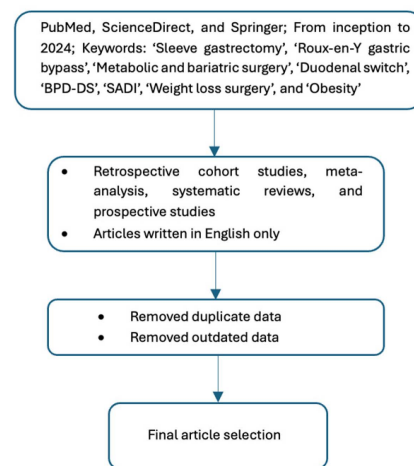 PubMed, ScienceDirect, and Springer; From inception to
2024; Keywords: ‘Sleeve gastrectomy’, ‘Roux-en-Y gastric
bypass’, ‘Metabolic and bariatric surgery’, ‘Duodenal switch’,
‘BPD-DS’, ‘SADI’, ‘Weight loss surgery’, and ‘Obesity’
• Retrospective cohort studies, meta-
analysis, systematic reviews, and
prospective studies
• Articles written in English only
• Removed duplicate data
• Removed outdated data
Final article selection